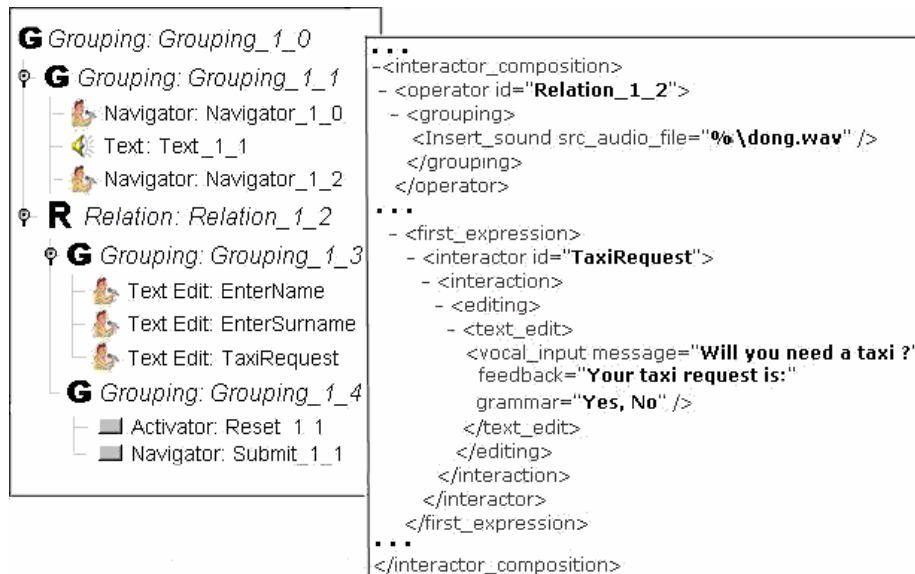 G Grouping: Grouping_1_0
G Grouping: Grouping_1_1
Navigator: Navigator_1_0
Text: Text_1_1
Navigator: Navigator_1_2
R Relation: Relation_1_2
G Grouping: Grouping_1_3
Text Edit: EnterName
Text Edit: EnterSurname
Text Edit: TaxiRequest
G Grouping: Grouping_1_4
Activator: Reset_1_1
Navigator: Submit_1_1
...
-<interactor_composition>
- <operator id="Relation_1_2">
- <grouping>
<Insert_sound src_audio_file="%\dong.wav" />
</grouping>
</operator>
...
- <first_expression>
- <interactor id="TaxiRequest">
- <interaction>
- <editing>
- <text_edit>
<vocal_input message="Will you need a taxi ?"
feedback="Your taxi request is:"
grammar="Yes, No" />
</text_edit>
</editing>
</interaction>
</interactor>
</first_expression>
...
</interactor_composition>